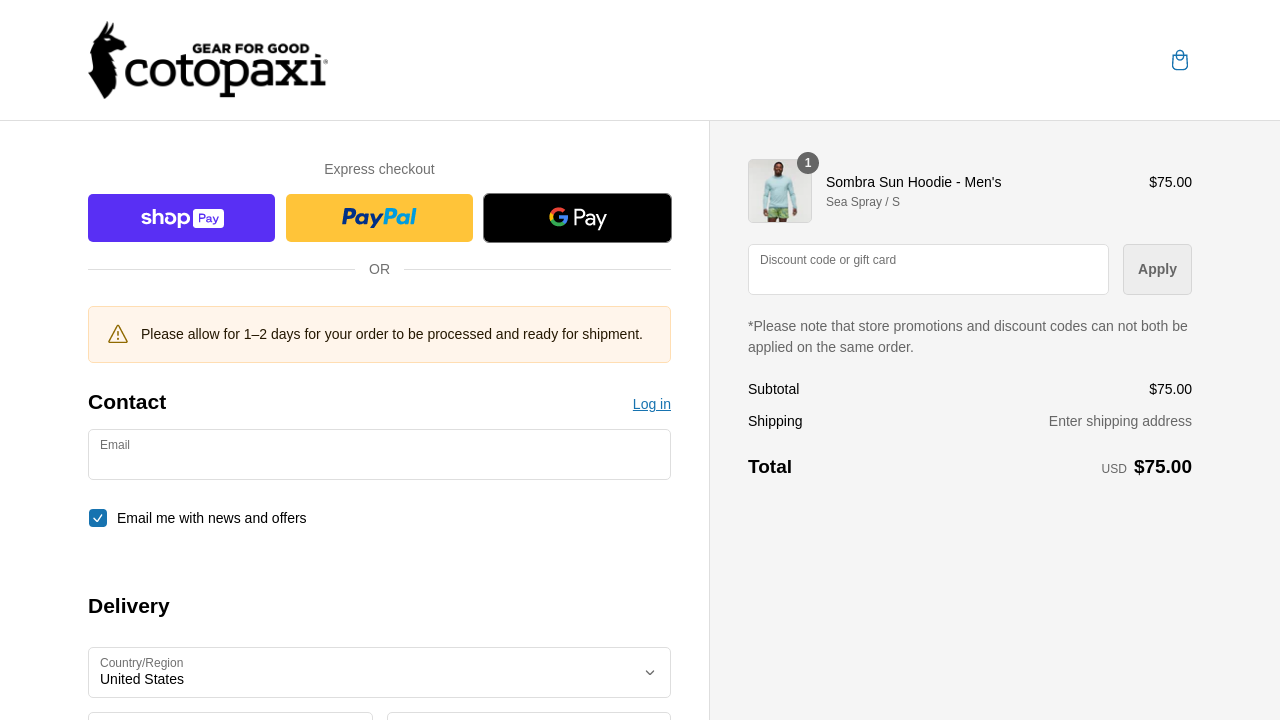 GEAR FOR GOOD
cotopaxi®
Express checkout
shop Pay
PayPal
G Pay
OR
Please allow for 1–2 days for your order to be processed and ready for shipment.
Contact
Log in
Email
Email me with news and offers
Delivery
Country/Region
United States
1
Sombra Sun Hoodie - Men's
$75.00
Sea Spray / S
Discount code or gift card
Apply
*Please note that store promotions and discount codes can not both be
applied on the same order.
Subtotal
$75.00
Shipping
Enter shipping address
Total
USD $75.00